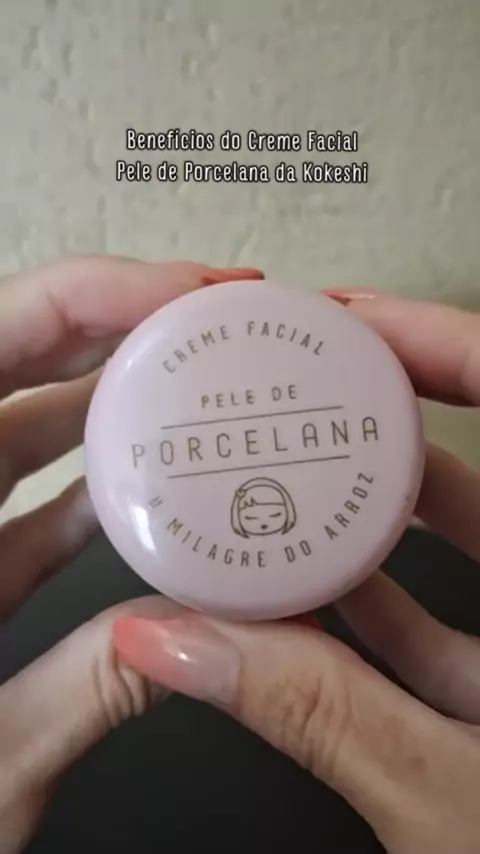 Benefícios do Creme Facial
Pele de Porcelana da Kokeshi
CREME FACIAL
PELE DE
PORCELANA
O MILAGRE DO ARROZ